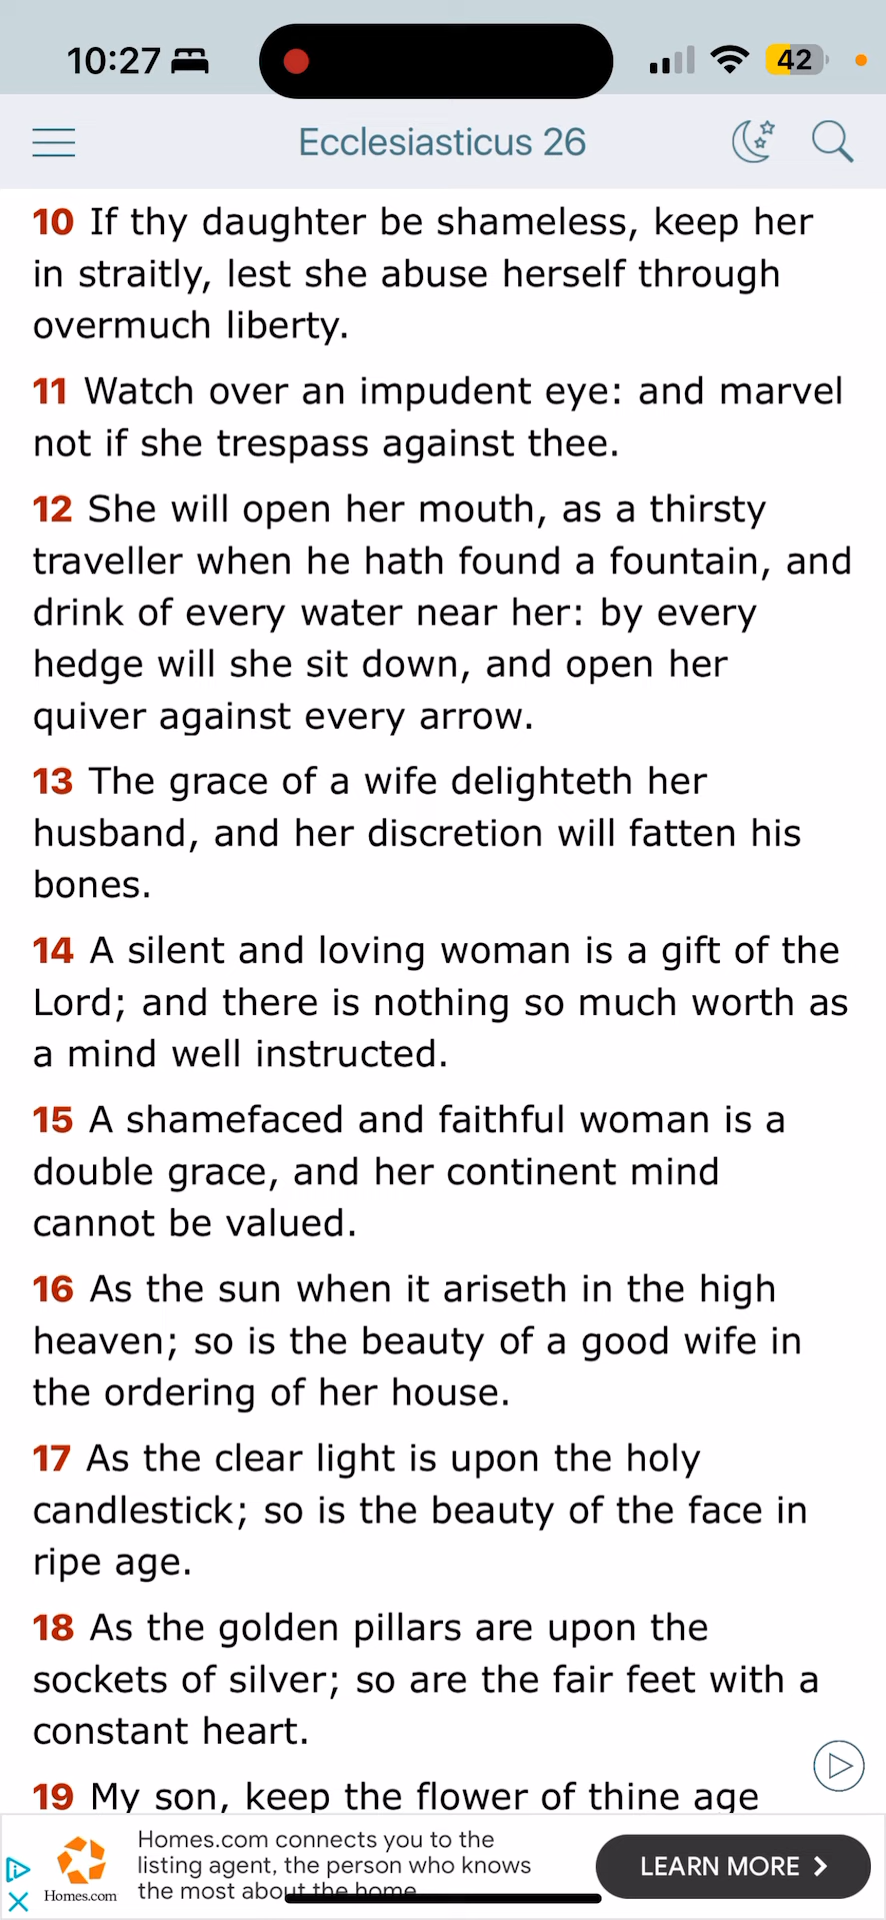 10:27
42
Ecclesiasticus 26
10 If thy daughter be shameless, keep her
in straitly, lest she abuse herself through
overmuch liberty.
11 Watch over an impudent eye: and marvel
not if she trespass against thee.
12 She will open her mouth, as a thirsty
traveller when he hath found a fountain, and
drink of every water near her: by every
hedge will she sit down, and open her
quiver against every arrow.
13 The grace of a wife delighteth her
husband, and her discretion will fatten his
bones.
14 A silent and loving woman is a gift of the
Lord; and there is nothing so much worth as
a mind well instructed.
15 A shamefaced and faithful woman is a
double grace, and her continent mind
cannot be valued.
16 As the sun when it ariseth in the high
heaven; so is the beauty of a good wife in
the ordering of her house.
17 As the clear light is upon the holy
candlestick; so is the beauty of the face in
ripe age.
18 As the golden pillars are upon the
sockets of silver; so are the fair feet with a
constant heart.
19 My son, keep the flower of thine age
Homes.com connects you to the
listing agent, the person who knows
the most about the home
Homes.com
LEARN MORE